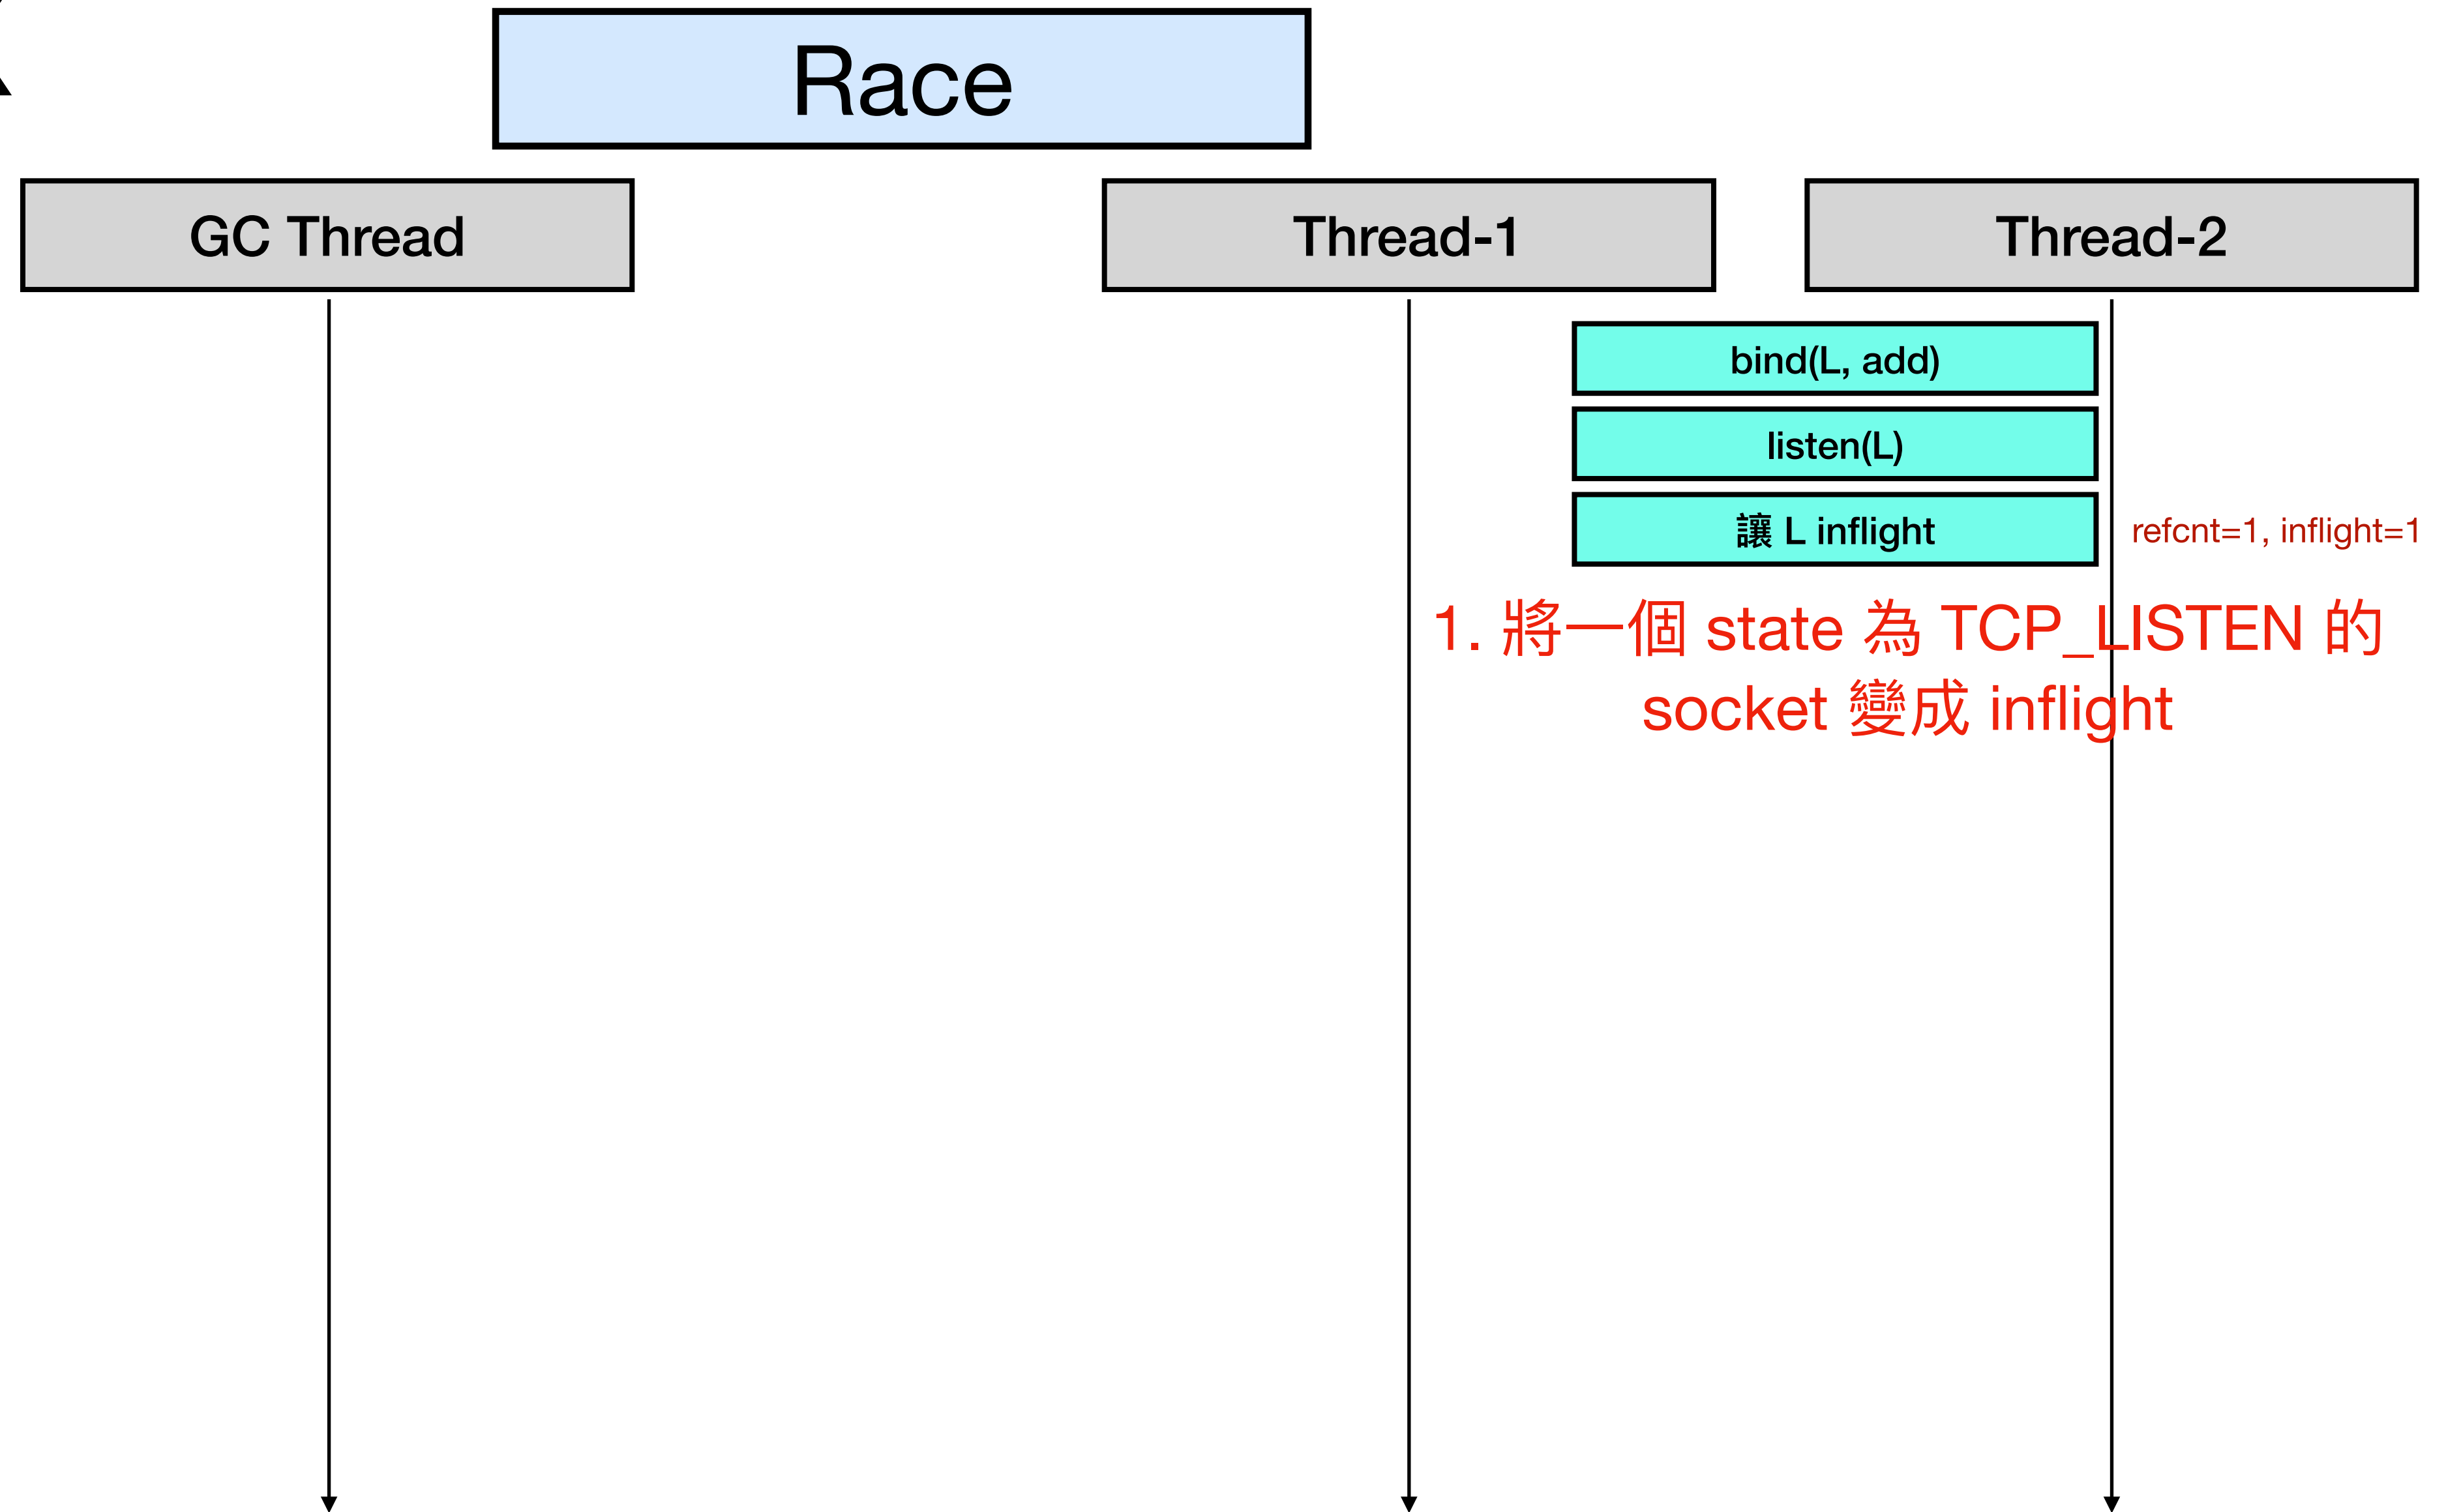 Race
GC Thread
Thread-1
Thread-2
bind(L, add)
listen(L)
讓 L inflight
refcnt=1, inflight=1
1. 將一個 state 為 TCP_LISTEN 的
socket 變成 inflight